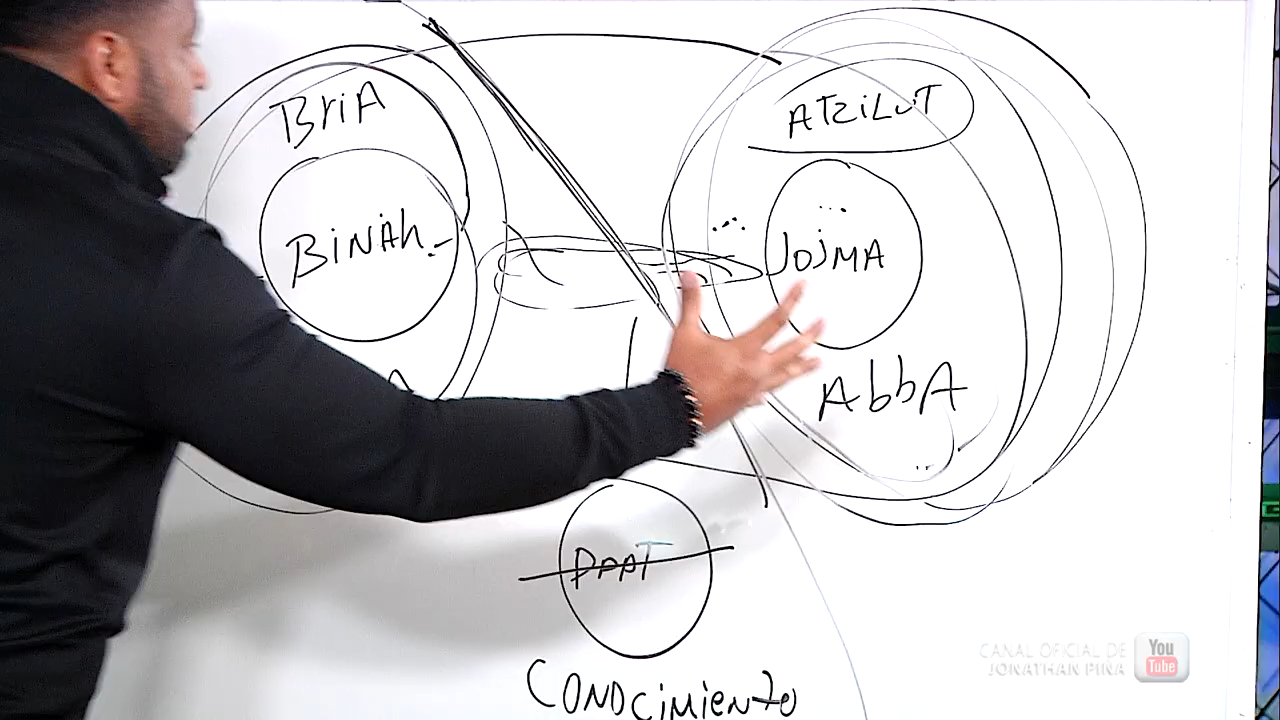 BriA
ATZiLUT
BiNAh
JOJMA
AbbA
DAAT
CONOCimieNTO
CANAL OFICIAL DE
JONATHAN PIÑA
You
Tube